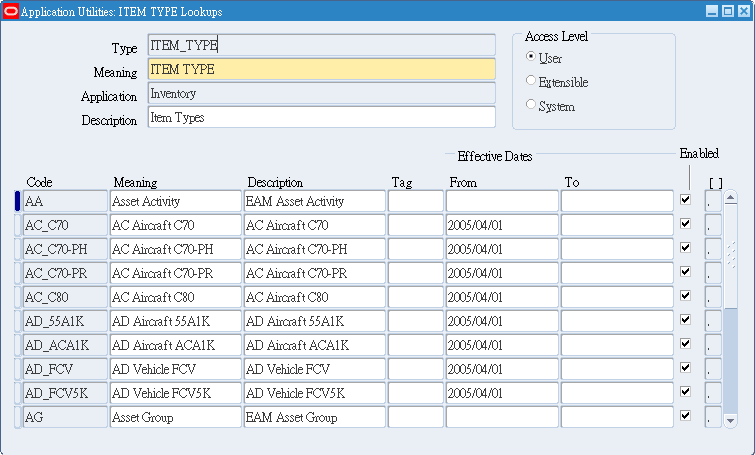 Application Utilities: ITEM TYPE Lookups
Type ITEM_TYPE
Meaning ITEM TYPE
Application Inventory
Description Item Types
Access Level
User
Extensible
System
Effective Dates Enabled
Code Meaning Description Tag From To [ ]
AA Asset Activity EAM Asset Activity .
AC_C70 AC Aircraft C70 AC Aircraft C70 2005/04/01 .
AC_C70-PH AC Aircraft C70-PH AC Aircraft C70-PH 2005/04/01 .
AC_C70-PR AC Aircraft C70-PR AC Aircraft C70-PR 2005/04/01 .
AC_C80 AC Aircraft C80 AC Aircraft C80 2005/04/01 .
AD_55A1K AD Aircraft 55A1K AD Aircraft 55A1K 2005/04/01 .
AD_ACA1K AD Aircraft ACA1K AD Aircraft ACA1K 2005/04/01 .
AD_FCV AD Vehicle FCV AD Vehicle FCV 2005/04/01 .
AD_FCV5K AD Vehicle FCV5K AD Vehicle FCV5K 2005/04/01 .
AG Asset Group EAM Asset Group .